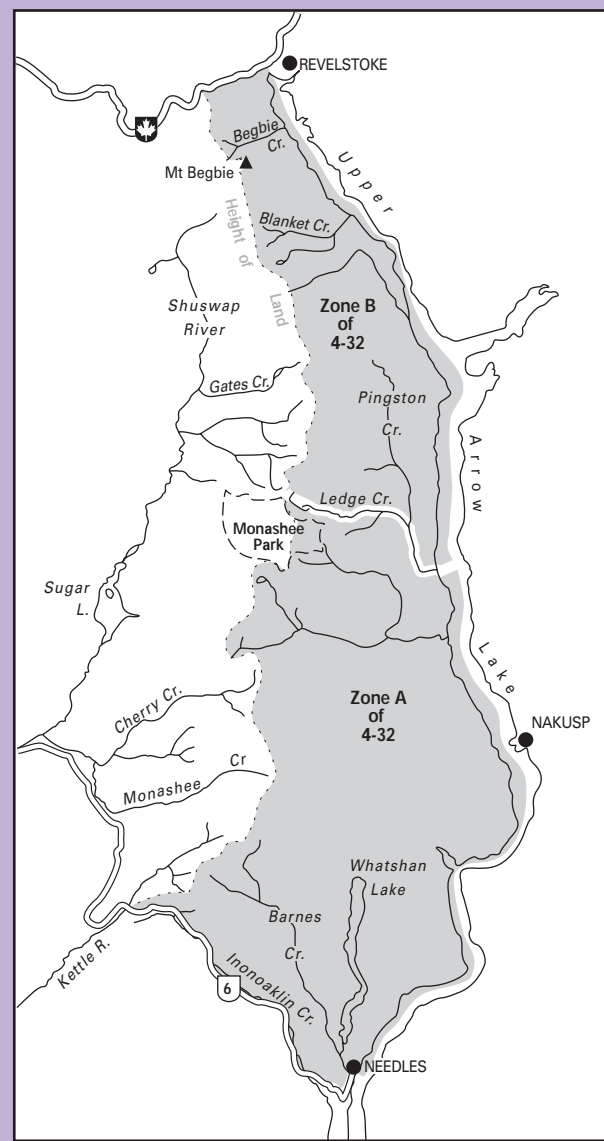 REVELSTOKE
Begbie
Cr.
Mt Begbie
Upper
Blanket Cr.
Height of
Land
Shuswap
River
Zone B
of
4-32
Gates Cr.
Pingston
Cr.
Arrow
Ledge Cr.
Monashee
Park
Sugar
L.
Lake
Zone A
of
4-32
Cherry Cr.
NAKUSP
Monashee
Cr
Whatshan
Lake
Barnes
Cr.
Kettle R.
Inonoaklin Cr.
6
NEEDLES